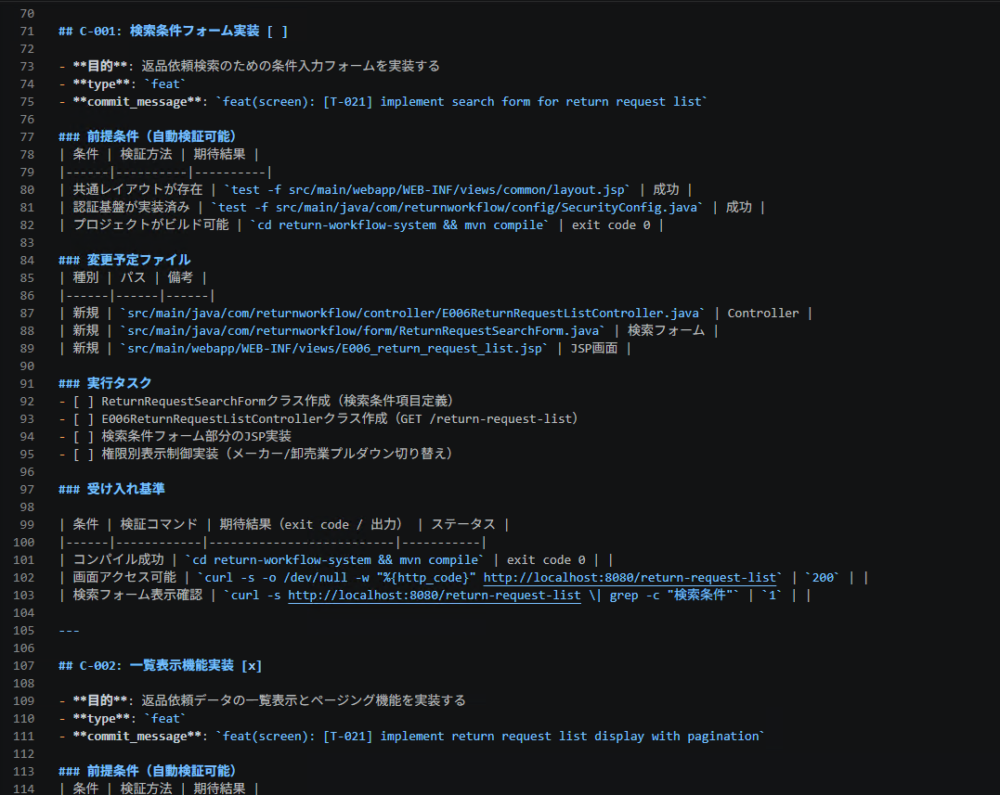 70
71 ## C-001: 検索条件フォーム実装 [ ]
72
73 - **目的**: 返品依頼検索のための条件入力フォームを実装する
74 - **type**: `feat`
75 - **commit_message**: `feat(screen): [T-021] implement search form for return request list`
76
77 ### 前提条件（自動検証可能）
78 | 条件 | 検証方法 | 期待結果 |
79 |------|----------|----------|
80 | 共通レイアウトが存在 | `test -f src/main/webapp/WEB-INF/views/common/layout.jsp` | 成功 |
81 | 認証基盤が実装済み | `test -f src/main/java/com/returnworkflow/config/SecurityConfig.java` | 成功 |
82 | プロジェクトがビルド可能 | `cd return-workflow-system && mvn compile` | exit code 0 |
83
84 ### 変更予定ファイル
85 | 種別 | パス | 備考 |
86 |------|------|------|
87 | 新規 | `src/main/java/com/returnworkflow/controller/E006ReturnRequestListController.java` | Controller |
88 | 新規 | `src/main/java/com/returnworkflow/form/ReturnRequestSearchForm.java` | 検索フォーム |
89 | 新規 | `src/main/webapp/WEB-INF/views/E006_return_request_list.jsp` | JSP画面 |
90
91 ### 実行タスク
92 - [ ] ReturnRequestSearchFormクラス作成（検索条件項目定義）
93 - [ ] E006ReturnRequestListControllerクラス作成（GET /return-request-list）
94 - [ ] 検索条件フォーム部分のJSP実装
95 - [ ] 権限別表示制御実装（メーカー/卸売業プルダウン切り替え）
96
97 ### 受け入れ基準
98
99 | 条件 | 検証コマンド | 期待結果（exit code / 出力） | ステータス |
100 |------|------------|--------------------------|-----------|
101 | コンパイル成功 | `cd return-workflow-system && mvn compile` | exit code 0 | |
102 | 画面アクセス可能 | `curl -s -o /dev/null -w "%{http_code}" http://localhost:8080/return-request-list` | `200` | |
103 | 検索フォーム表示確認 | `curl -s http://localhost:8080/return-request-list \| grep -c "検索条件"` | `1` | |
104
105 ---
106
107 ## C-002: 一覧表示機能実装 [x]
108
109 - **目的**: 返品依頼データの一覧表示とページング機能を実装する
110 - **type**: `feat`
111 - **commit_message**: `feat(screen): [T-021] implement return request list display with pagination`
112
113 ### 前提条件（自動検証可能）
114 | 条件 | 検証方法 | 期待結果 |